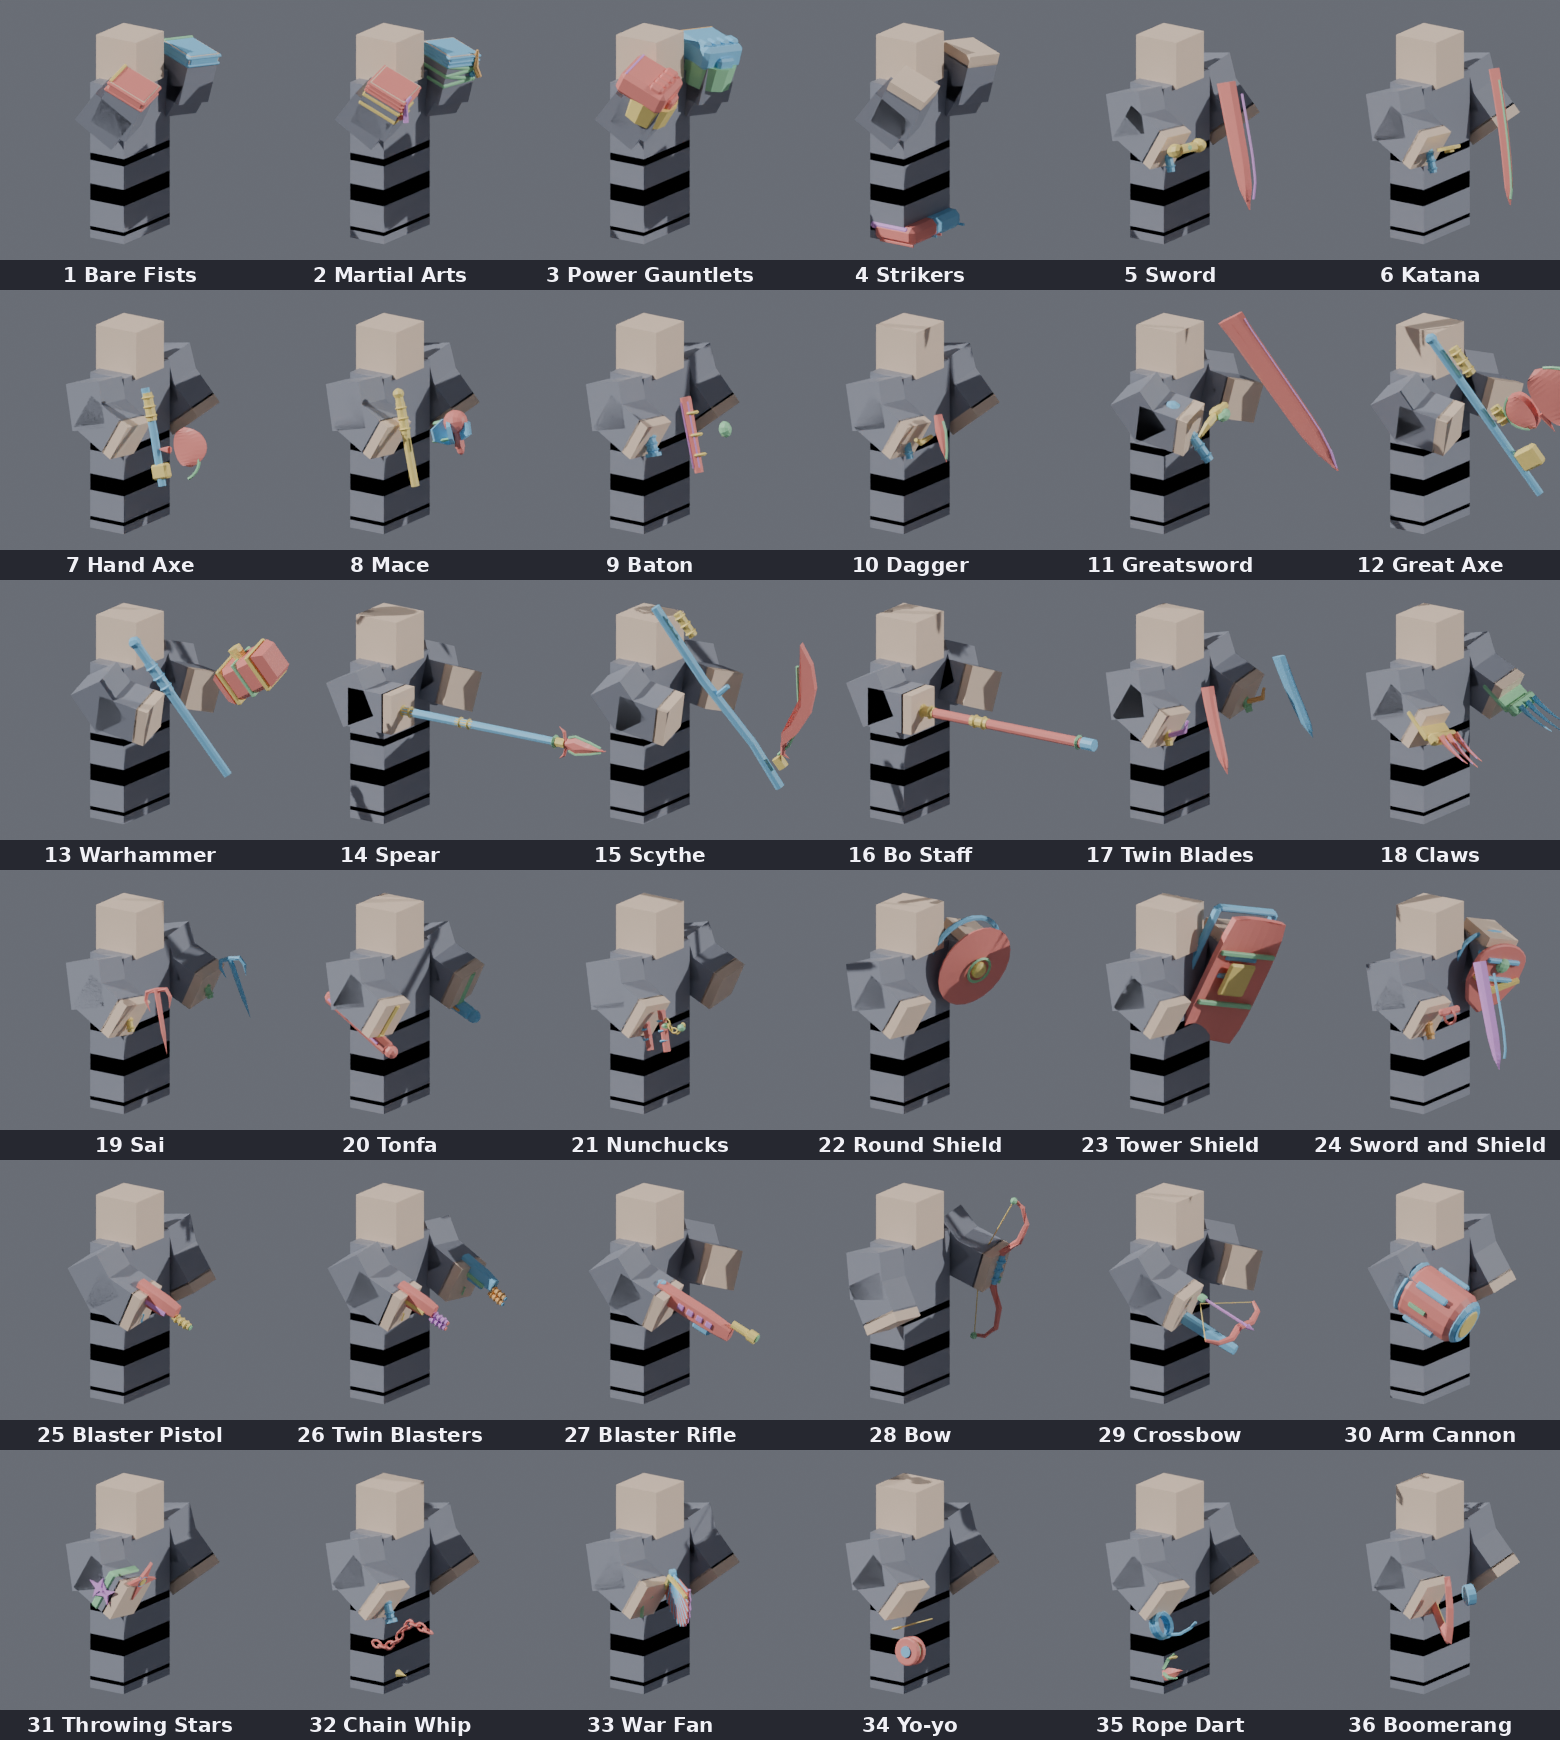 1 Bare Fists
2 Martial Arts
3 Power Gauntlets
4 Strikers
5 Sword
6 Katana
7 Hand Axe
8 Mace
9 Baton
10 Dagger
11 Greatsword
12 Great Axe
13 Warhammer
14 Spear
15 Scythe
16 Bo Staff
17 Twin Blades
18 Claws
19 Sai
20 Tonfa
21 Nunchucks
22 Round Shield
23 Tower Shield
24 Sword and Shield
25 Blaster Pistol
26 Twin Blasters
27 Blaster Rifle
28 Bow
29 Crossbow
30 Arm Cannon
31 Throwing Stars
32 Chain Whip
33 War Fan
34 Yo-yo
35 Rope Dart
36 Boomerang